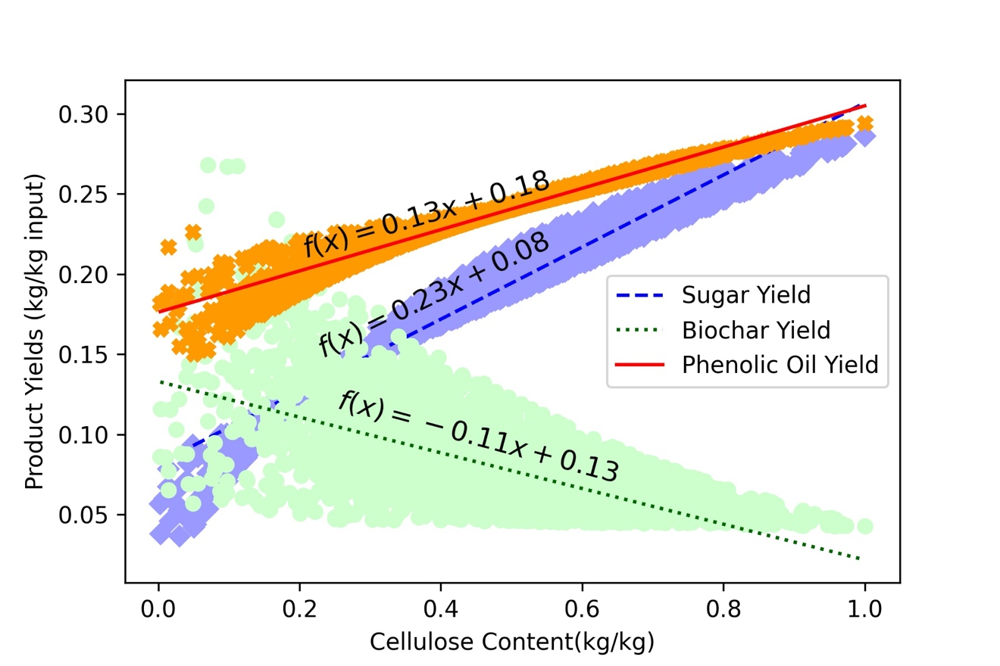 0.30
0.25
0.20
0.15
0.10
0.05
Product Yields (kg/kg input)
f(x) = 0.13x + 0.18
f(x) = 0.23x + 0.08
f(x) = − 0.11x + 0.13
Sugar Yield
Biochar Yield
Phenolic Oil Yield
0.0 0.2 0.4 0.6 0.8 1.0
Cellulose Content(kg/kg)